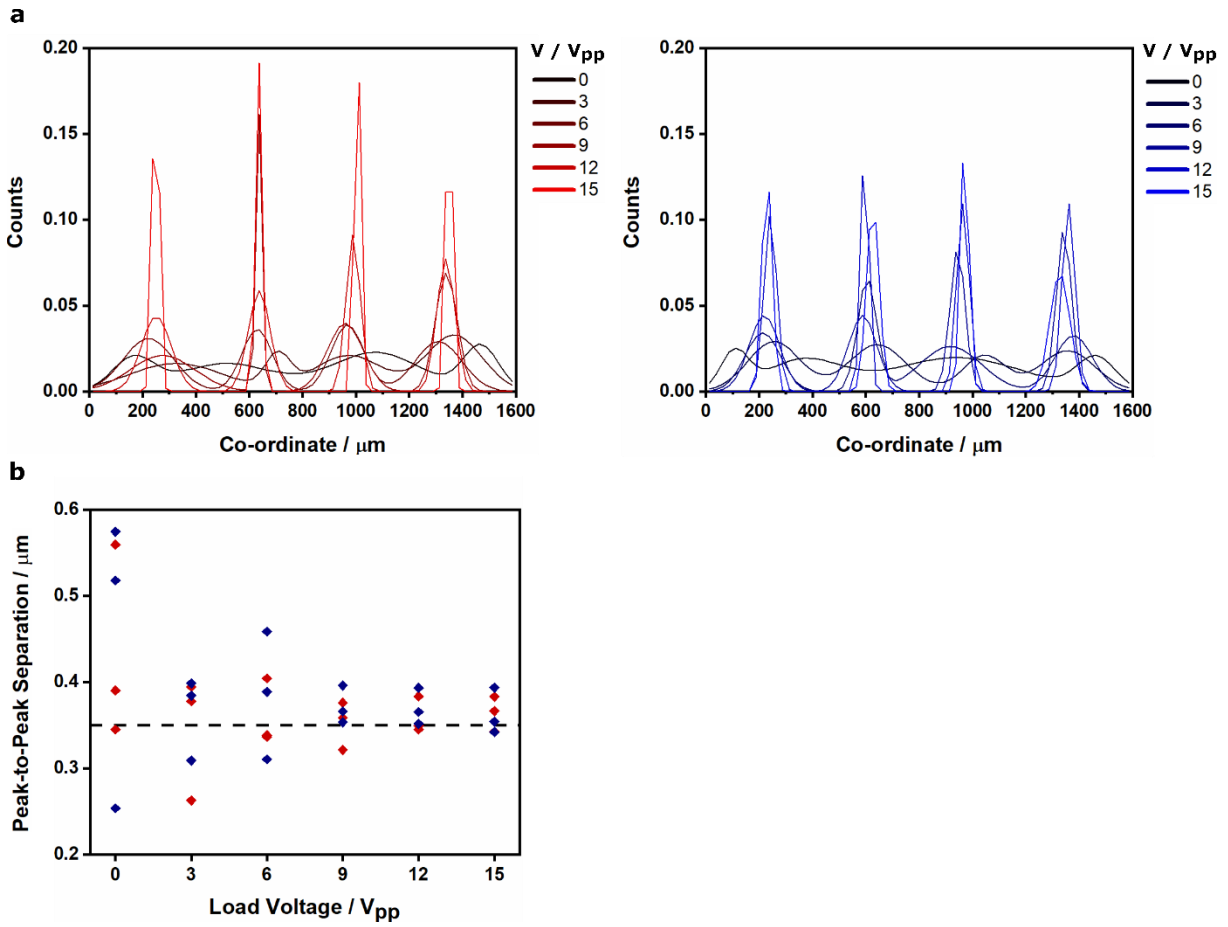 a
V / Vpp
0.20
0.15
0.10
0.05
0.00
Counts
0 200 400 600 800 1000 1200 1400 1600
Co-ordinate / μm
0
3
6
9
12
15
V / Vpp
0.20
0.15
0.10
0.05
0.00
Counts
0 200 400 600 800 1000 1200 1400 1600
Co-ordinate / μm
0
3
6
9
12
15
b
0.6
0.5
0.4
0.3
0.2
Peak-to-Peak Separation / μm
0 3 6 9 12 15
Load Voltage / Vpp